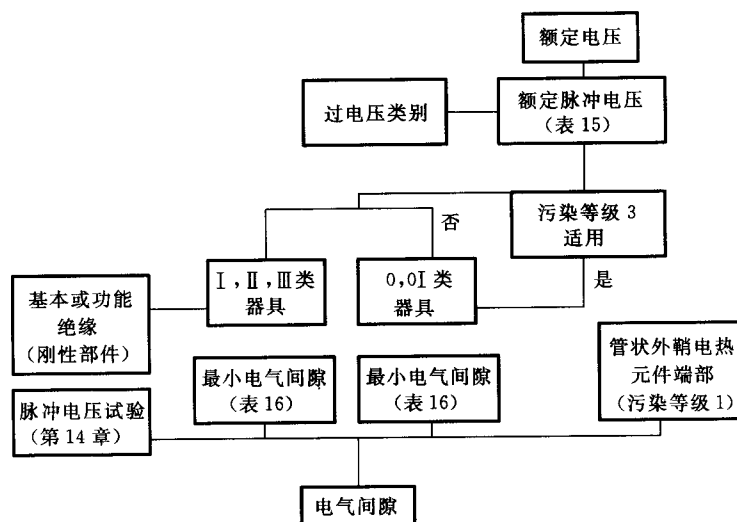 额定电压
过电压类别
额定脉冲电压
(表 15)
污染等级 3
适用
否
是
Ⅰ,Ⅱ,Ⅲ类
器具
0,0Ⅰ 类
器具
基本或功能
绝缘
(刚性部件)
最小电气间隙
(表 16)
最小电气间隙
(表 16)
管状外鞘电热
元件端部
(污染等级 1)
脉冲电压试验
(第 14 章)
电气间隙